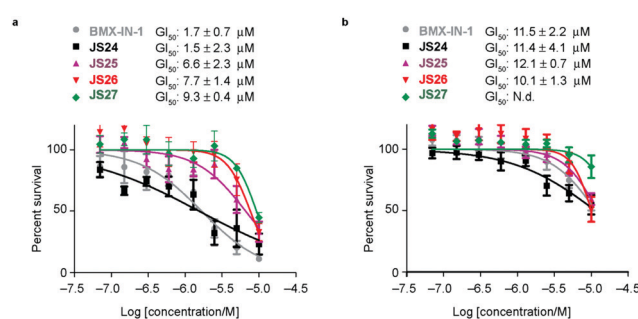 a
BMX-IN-1 GI50: 1.7 ± 0.7 μM
JS24 GI50: 1.5 ± 2.3 μM
JS25 GI50: 6.6 ± 2.3 μM
JS26 GI50: 7.7 ± 1.4 μM
JS27 GI50: 9.3 ± 0.4 μM
Percent survival
100
50
0
−7.5 −7.0 −6.5 −6.0 −5.5 −5.0 −4.5
Log [concentration/M]
b
BMX-IN-1 GI50: 11.5 ± 2.2 μM
JS24 GI50: 11.4 ± 4.1 μM
JS25 GI50: 12.1 ± 0.7 μM
JS26 GI50: 10.1 ± 1.3 μM
JS27 GI50: N.d.
Percent survival
100
50
0
−7.5 −7.0 −6.5 −6.0 −5.5 −5.0 −4.5
Log [concentration/M]